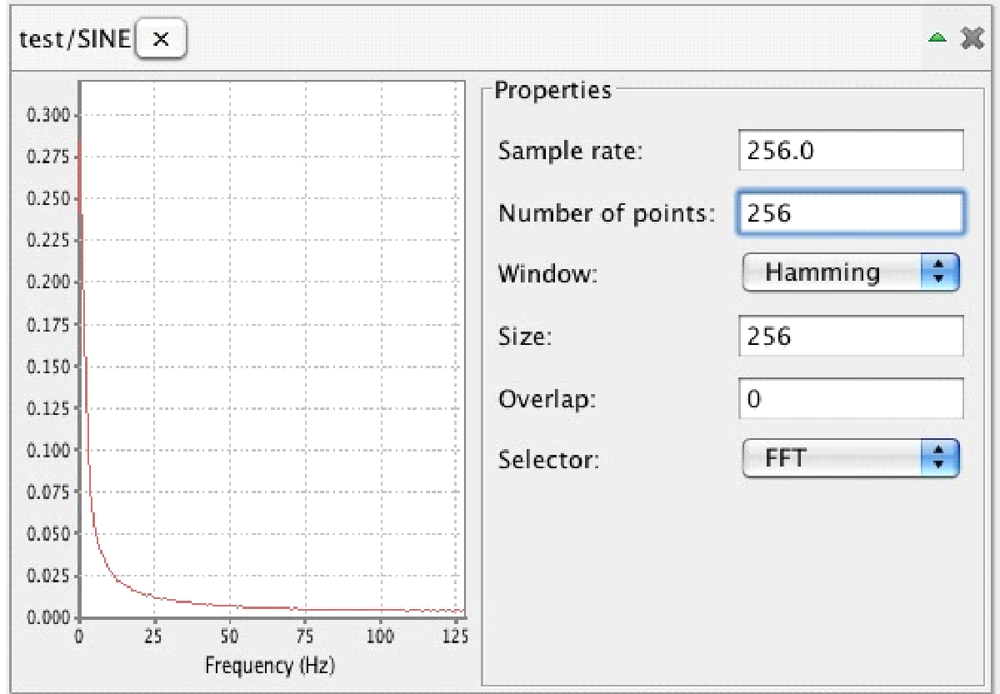 test/SINE
0.300
0.275
0.250
0.225
0.200
0.175
0.150
0.125
0.100
0.075
0.050
0.025
0.000
0 25 50 75 100 125
Frequency (Hz)
Properties
Sample rate: 256.0
Number of points: 256
Window: Hamming
Size: 256
Overlap: 0
Selector: FFT